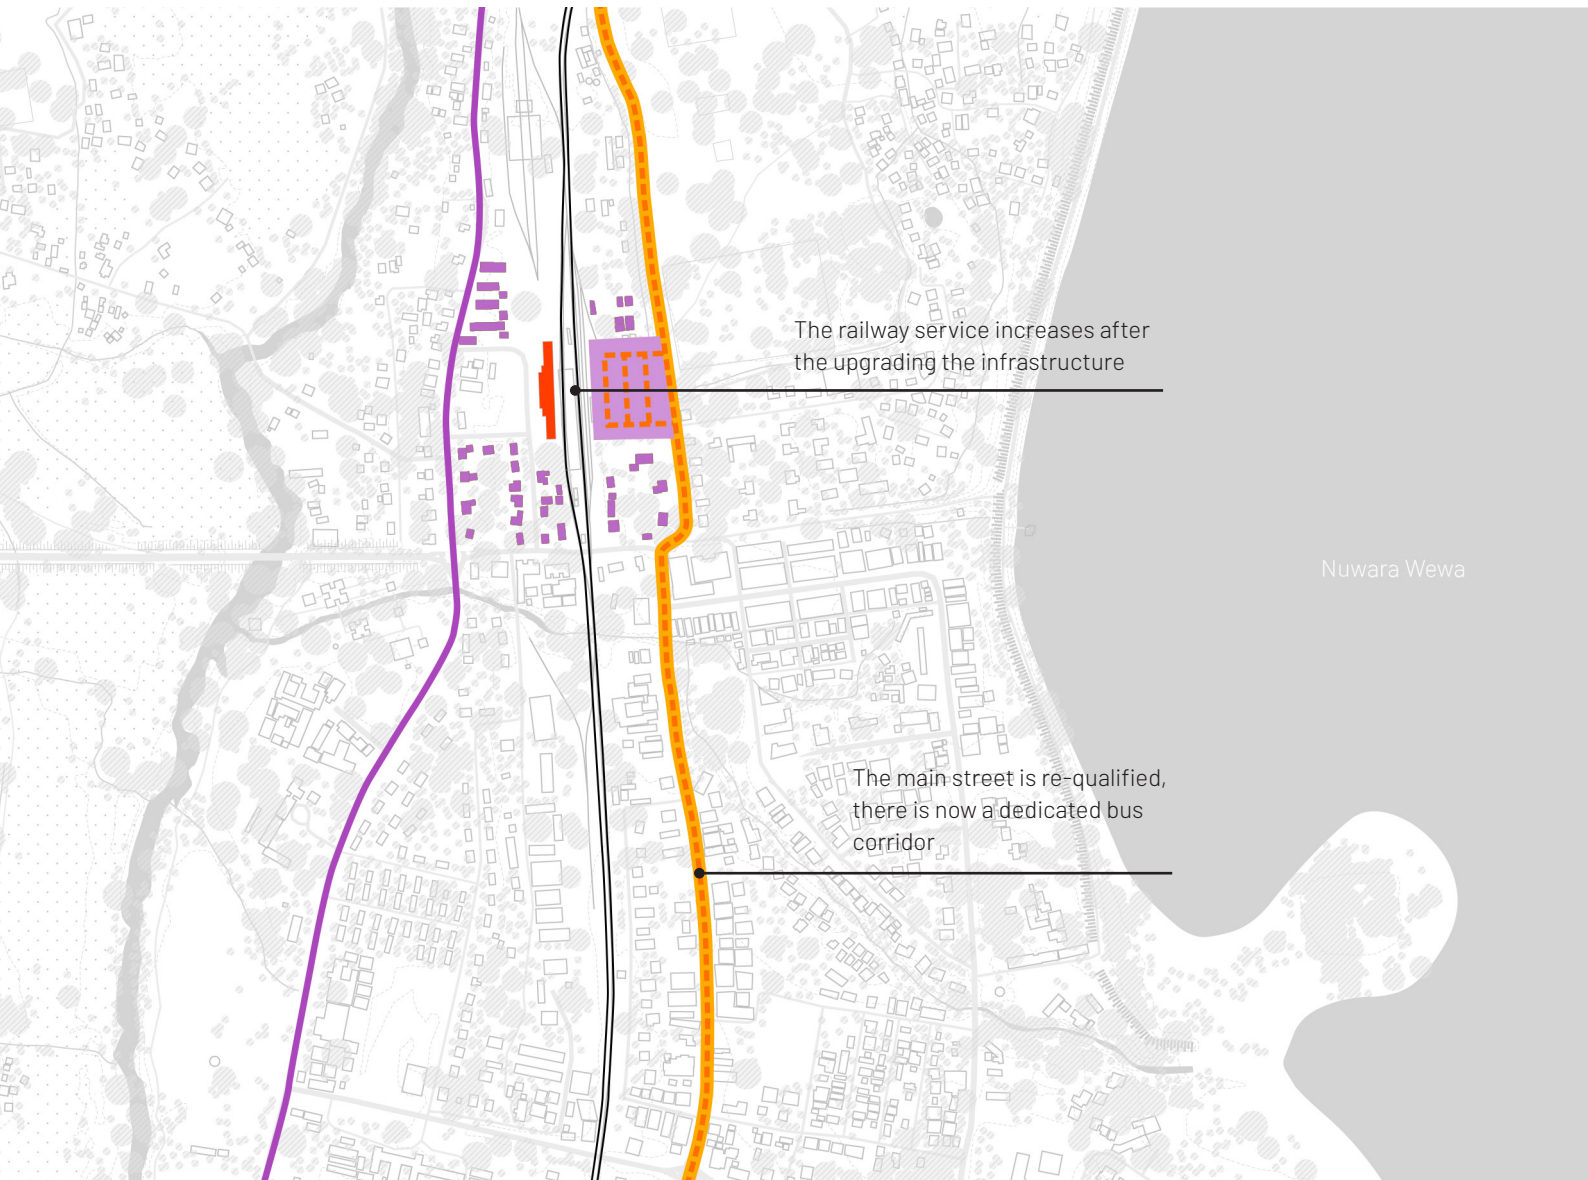 The railway service increases after
the upgrading the infrastructure
Nuwara Wewa
The main street is re-qualified,
there is now a dedicated bus
corridor